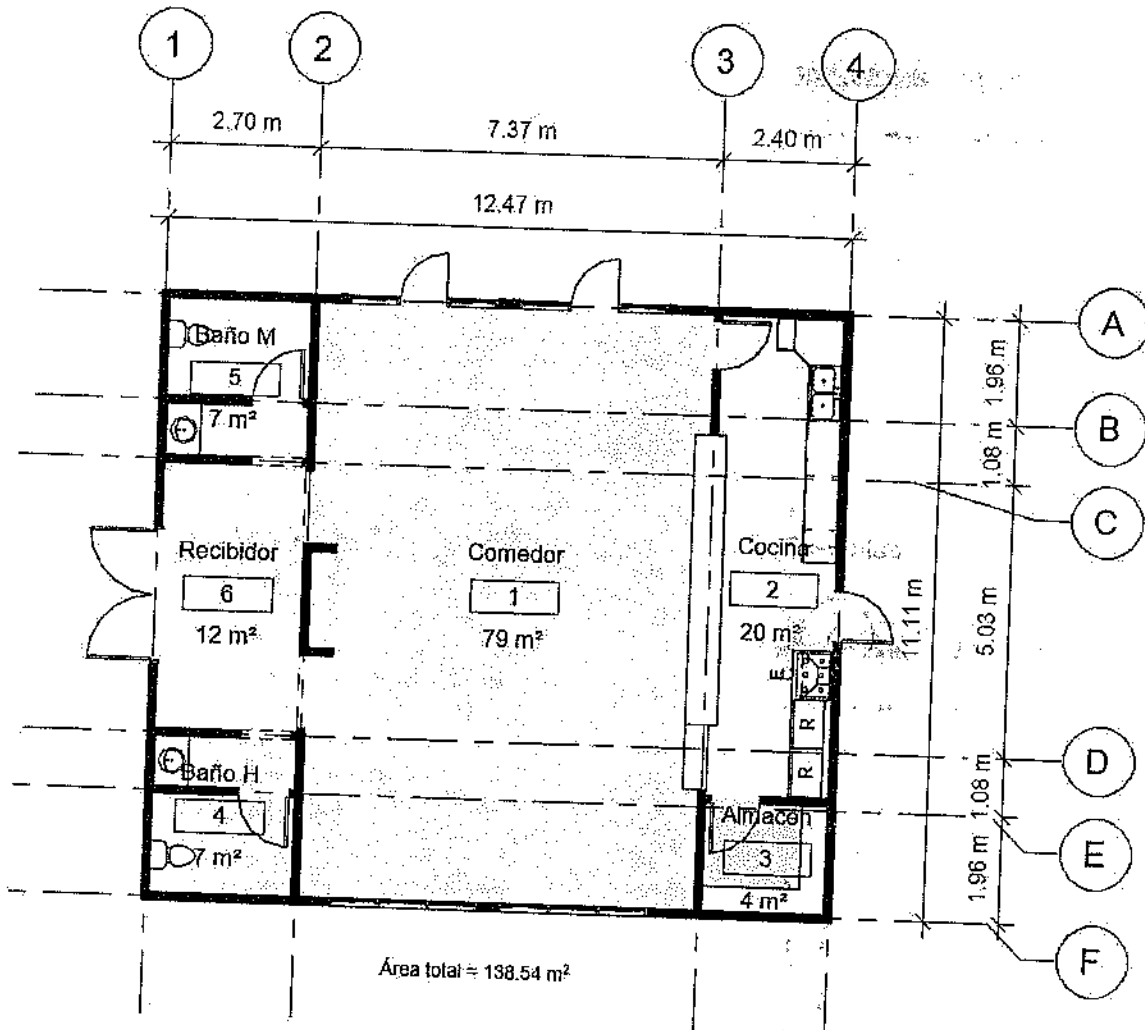 1
2
3
4
2.70 m
7.37 m
2.40 m
12.47 m
A
B
C
D
E
F
1.96 m
1.08 m
5.03 m
11.11 m
1.08 m
1.96 m
Baño M
5
7 m²
Recibidor
6
12 m²
Comedor
1
79 m²
Cocina
2
20 m²
E
R
R
Baño H
4
7 m²
Almacén
3
4 m²
Área total = 138.54 m²